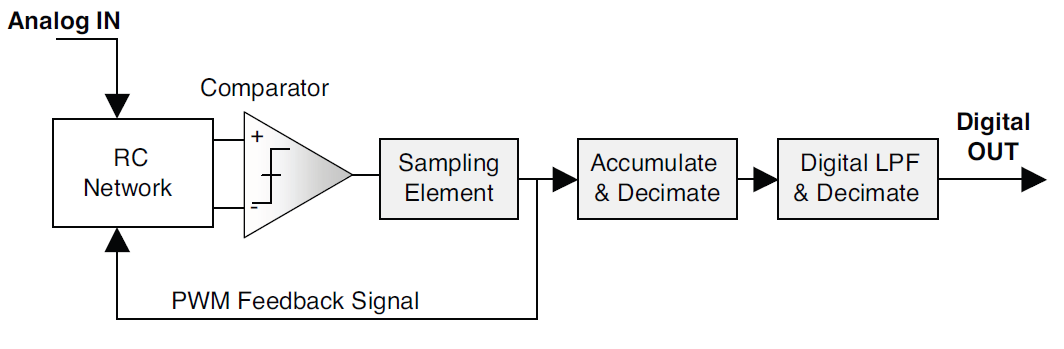 Analog IN
Comparator
RC
Network
+
-
Sampling
Element
Accumulate
& Decimate
Digital LPF
& Decimate
Digital
OUT
PWM Feedback Signal